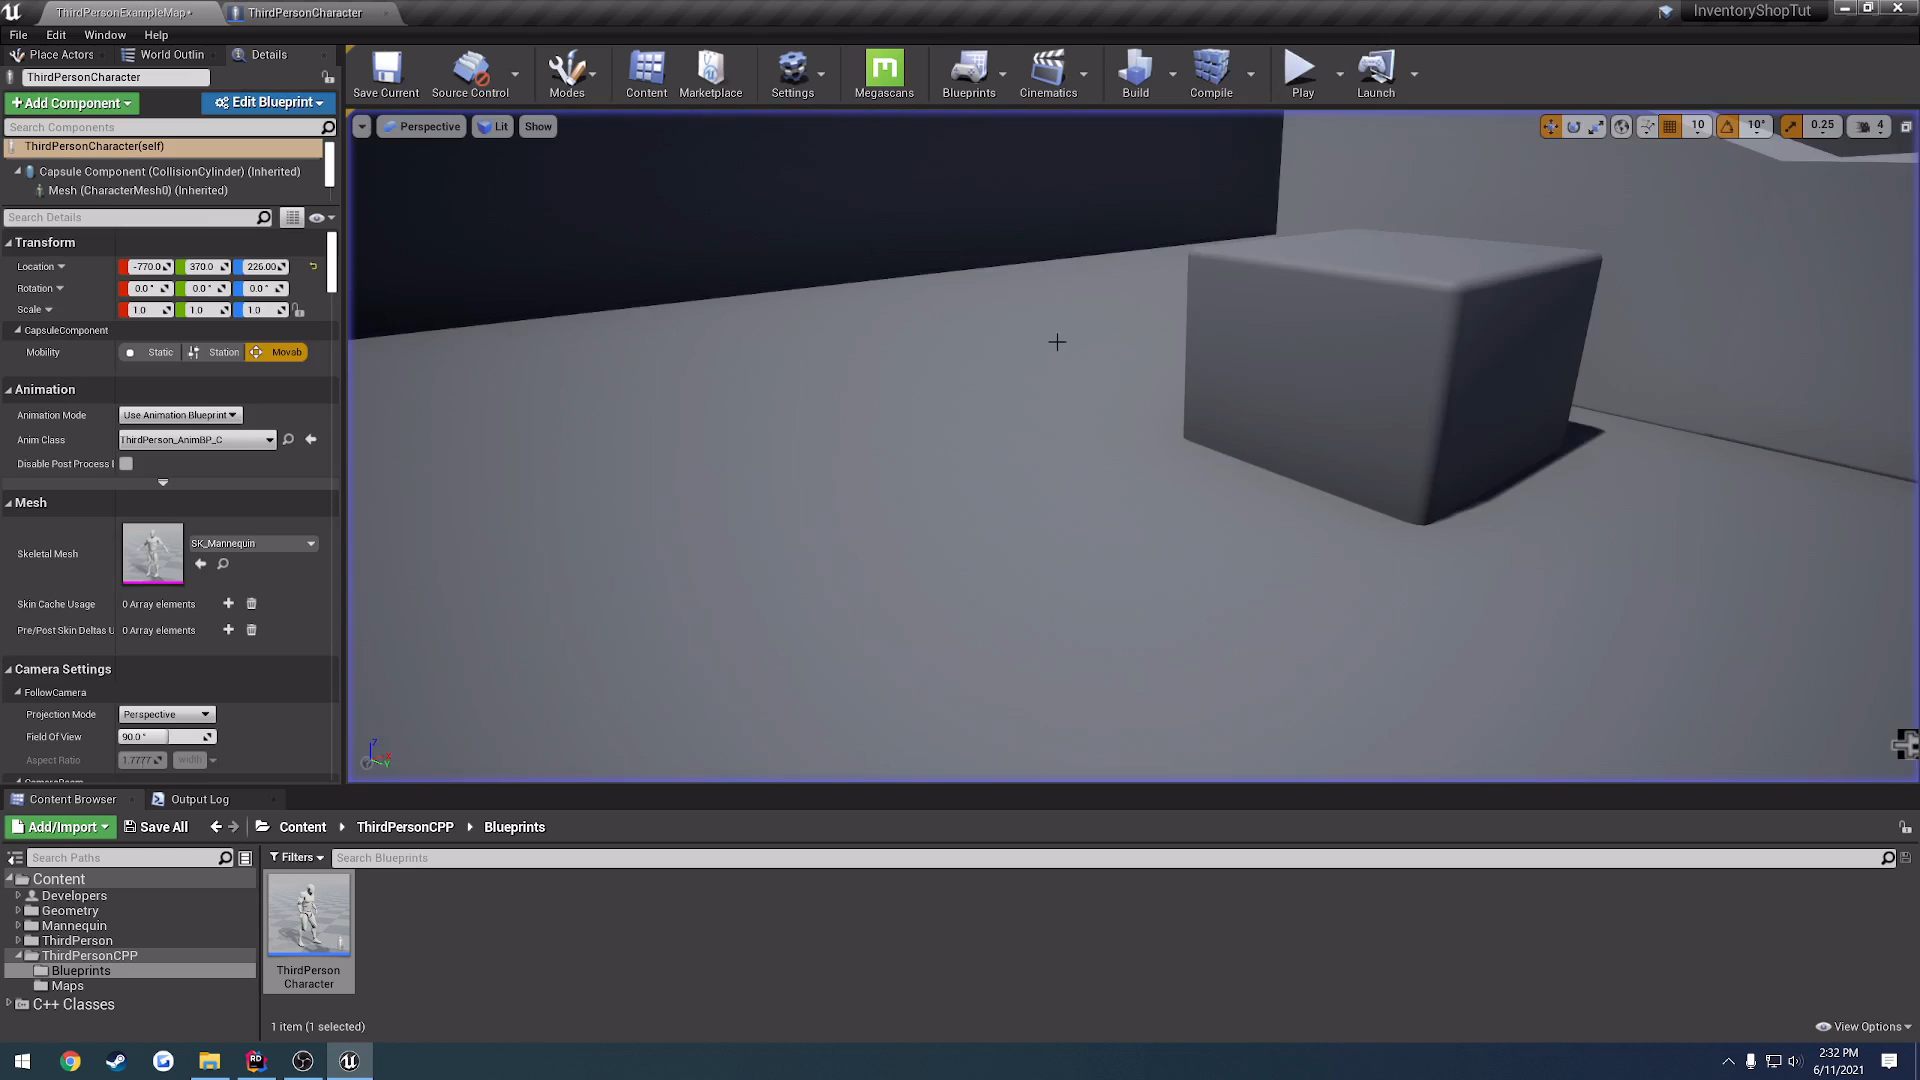 ThirdPersonExampleMap*
ThirdPersonCharacter
InventoryShopTut
File Edit Window Help
Place Actors World Outlin Details
ThirdPersonCharacter
+Add Component Edit Blueprint
Search Components
ThirdPersonCharacter(self)
Capsule Component (CollisionCylinder) (Inherited)
Mesh (CharacterMesh0) (Inherited)
Search Details
Transform
Location -770.0 370.0 226.00
Rotation 0.0 ° 0.0 ° 0.0 °
Scale 1.0 1.0 1.0
CapsuleComponent
Mobility Static Station Movab
Animation
Animation Mode Use Animation Blueprint
Anim Class ThirdPerson_AnimBP_C
Disable Post Process
Mesh
Skeletal Mesh SK_Mannequin
Skin Cache Usage 0 Array elements
Pre/Post Skin Deltas U 0 Array elements
Camera Settings
FollowCamera
Projection Mode Perspective
Field Of View 90.0 °
Aspect Ratio 1.7777 width
Save Current Source Control Modes Content Marketplace Settings Megascans Blueprints Cinematics Build Compile Play Launch
Perspective Lit Show
10 10° 0.25 4
Z X Y
Content Browser Output Log
Add/Import Save All Content ThirdPersonCPP Blueprints
Search Paths Filters Search Blueprints
Content
Developers
Geometry
Mannequin
ThirdPerson
ThirdPersonCPP
Blueprints
Maps
C++ Classes
ThirdPerson
Character
1 item (1 selected)
View Options
RD
2:32 PM
6/11/2021